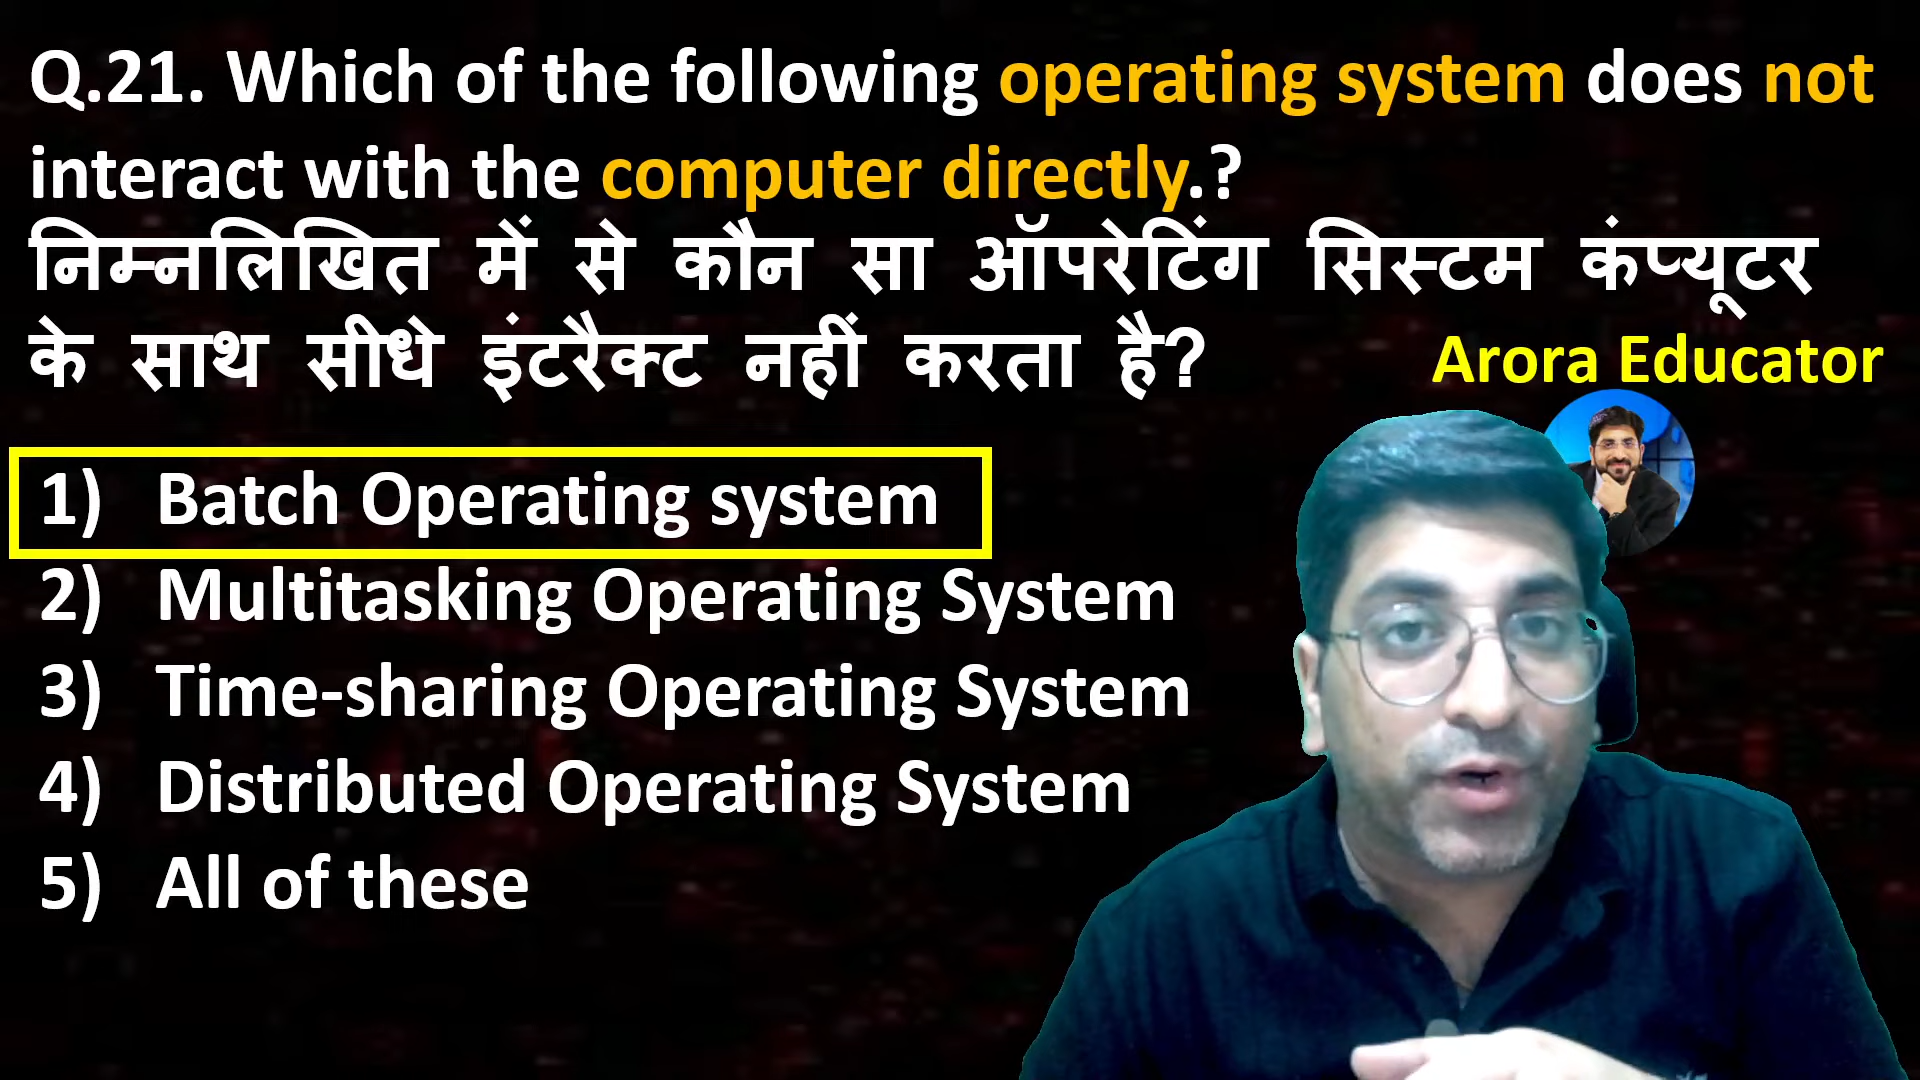 Q.21. Which of the following operating system does not
interact with the computer directly.?
निम्नलिखित में से कौन सा ऑपरेटिंग सिस्टम कंप्यूटर
के साथ सीधे इंटरैक्ट नहीं करता है?
Arora Educator
1) Batch Operating system
2) Multitasking Operating System
3) Time-sharing Operating System
4) Distributed Operating System
5) All of these